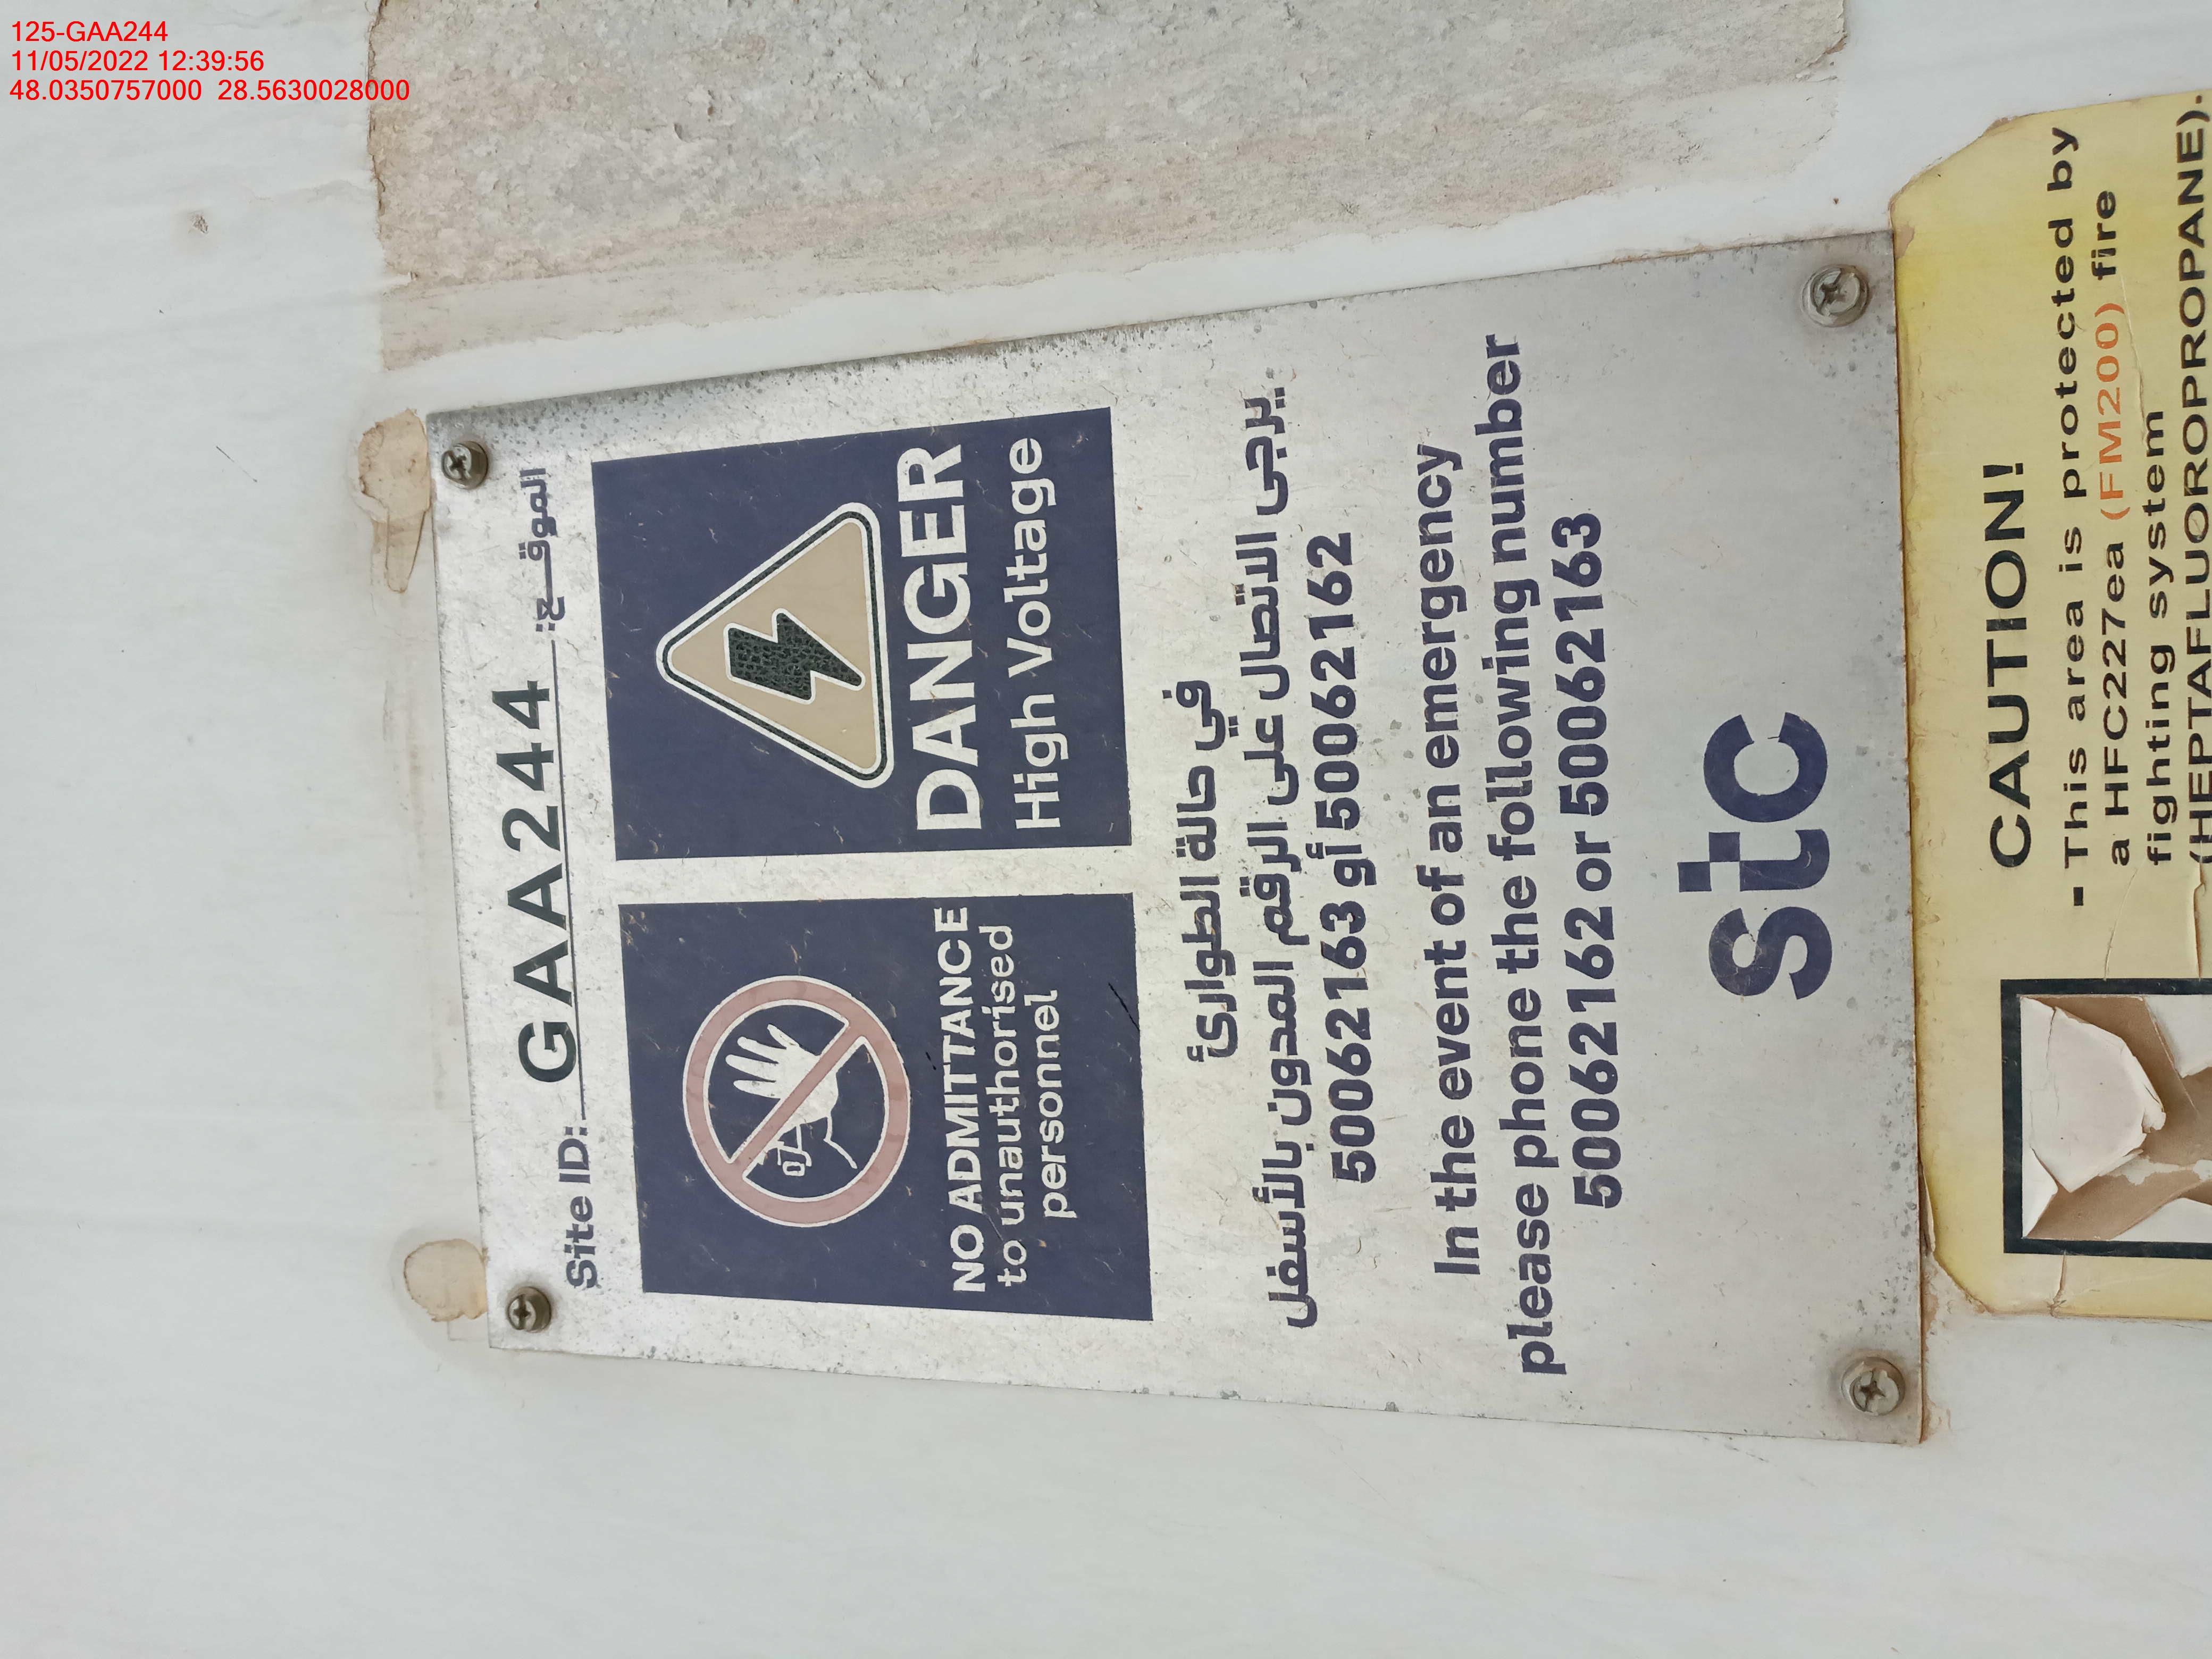 125-GAA244
11/05/2022 12:39:56
48.0350757000 28.5630028000
Site ID: GAA244 الموقـــع:
NO ADMITTANCE
to unauthorised
personnel
DANGER
High Voltage
في حالة الطوارئ
يرجى الاتصال على الرقم المدون بالأسفل
50062163 أو 50062162
In the event of an emergency
please phone the following number
50062162 or 50062163
stc
CAUTION!
▪ This area is protected by
a HFC227ea (FM200) fire
fighting system
(HEPTAFLUOROPROPANE).